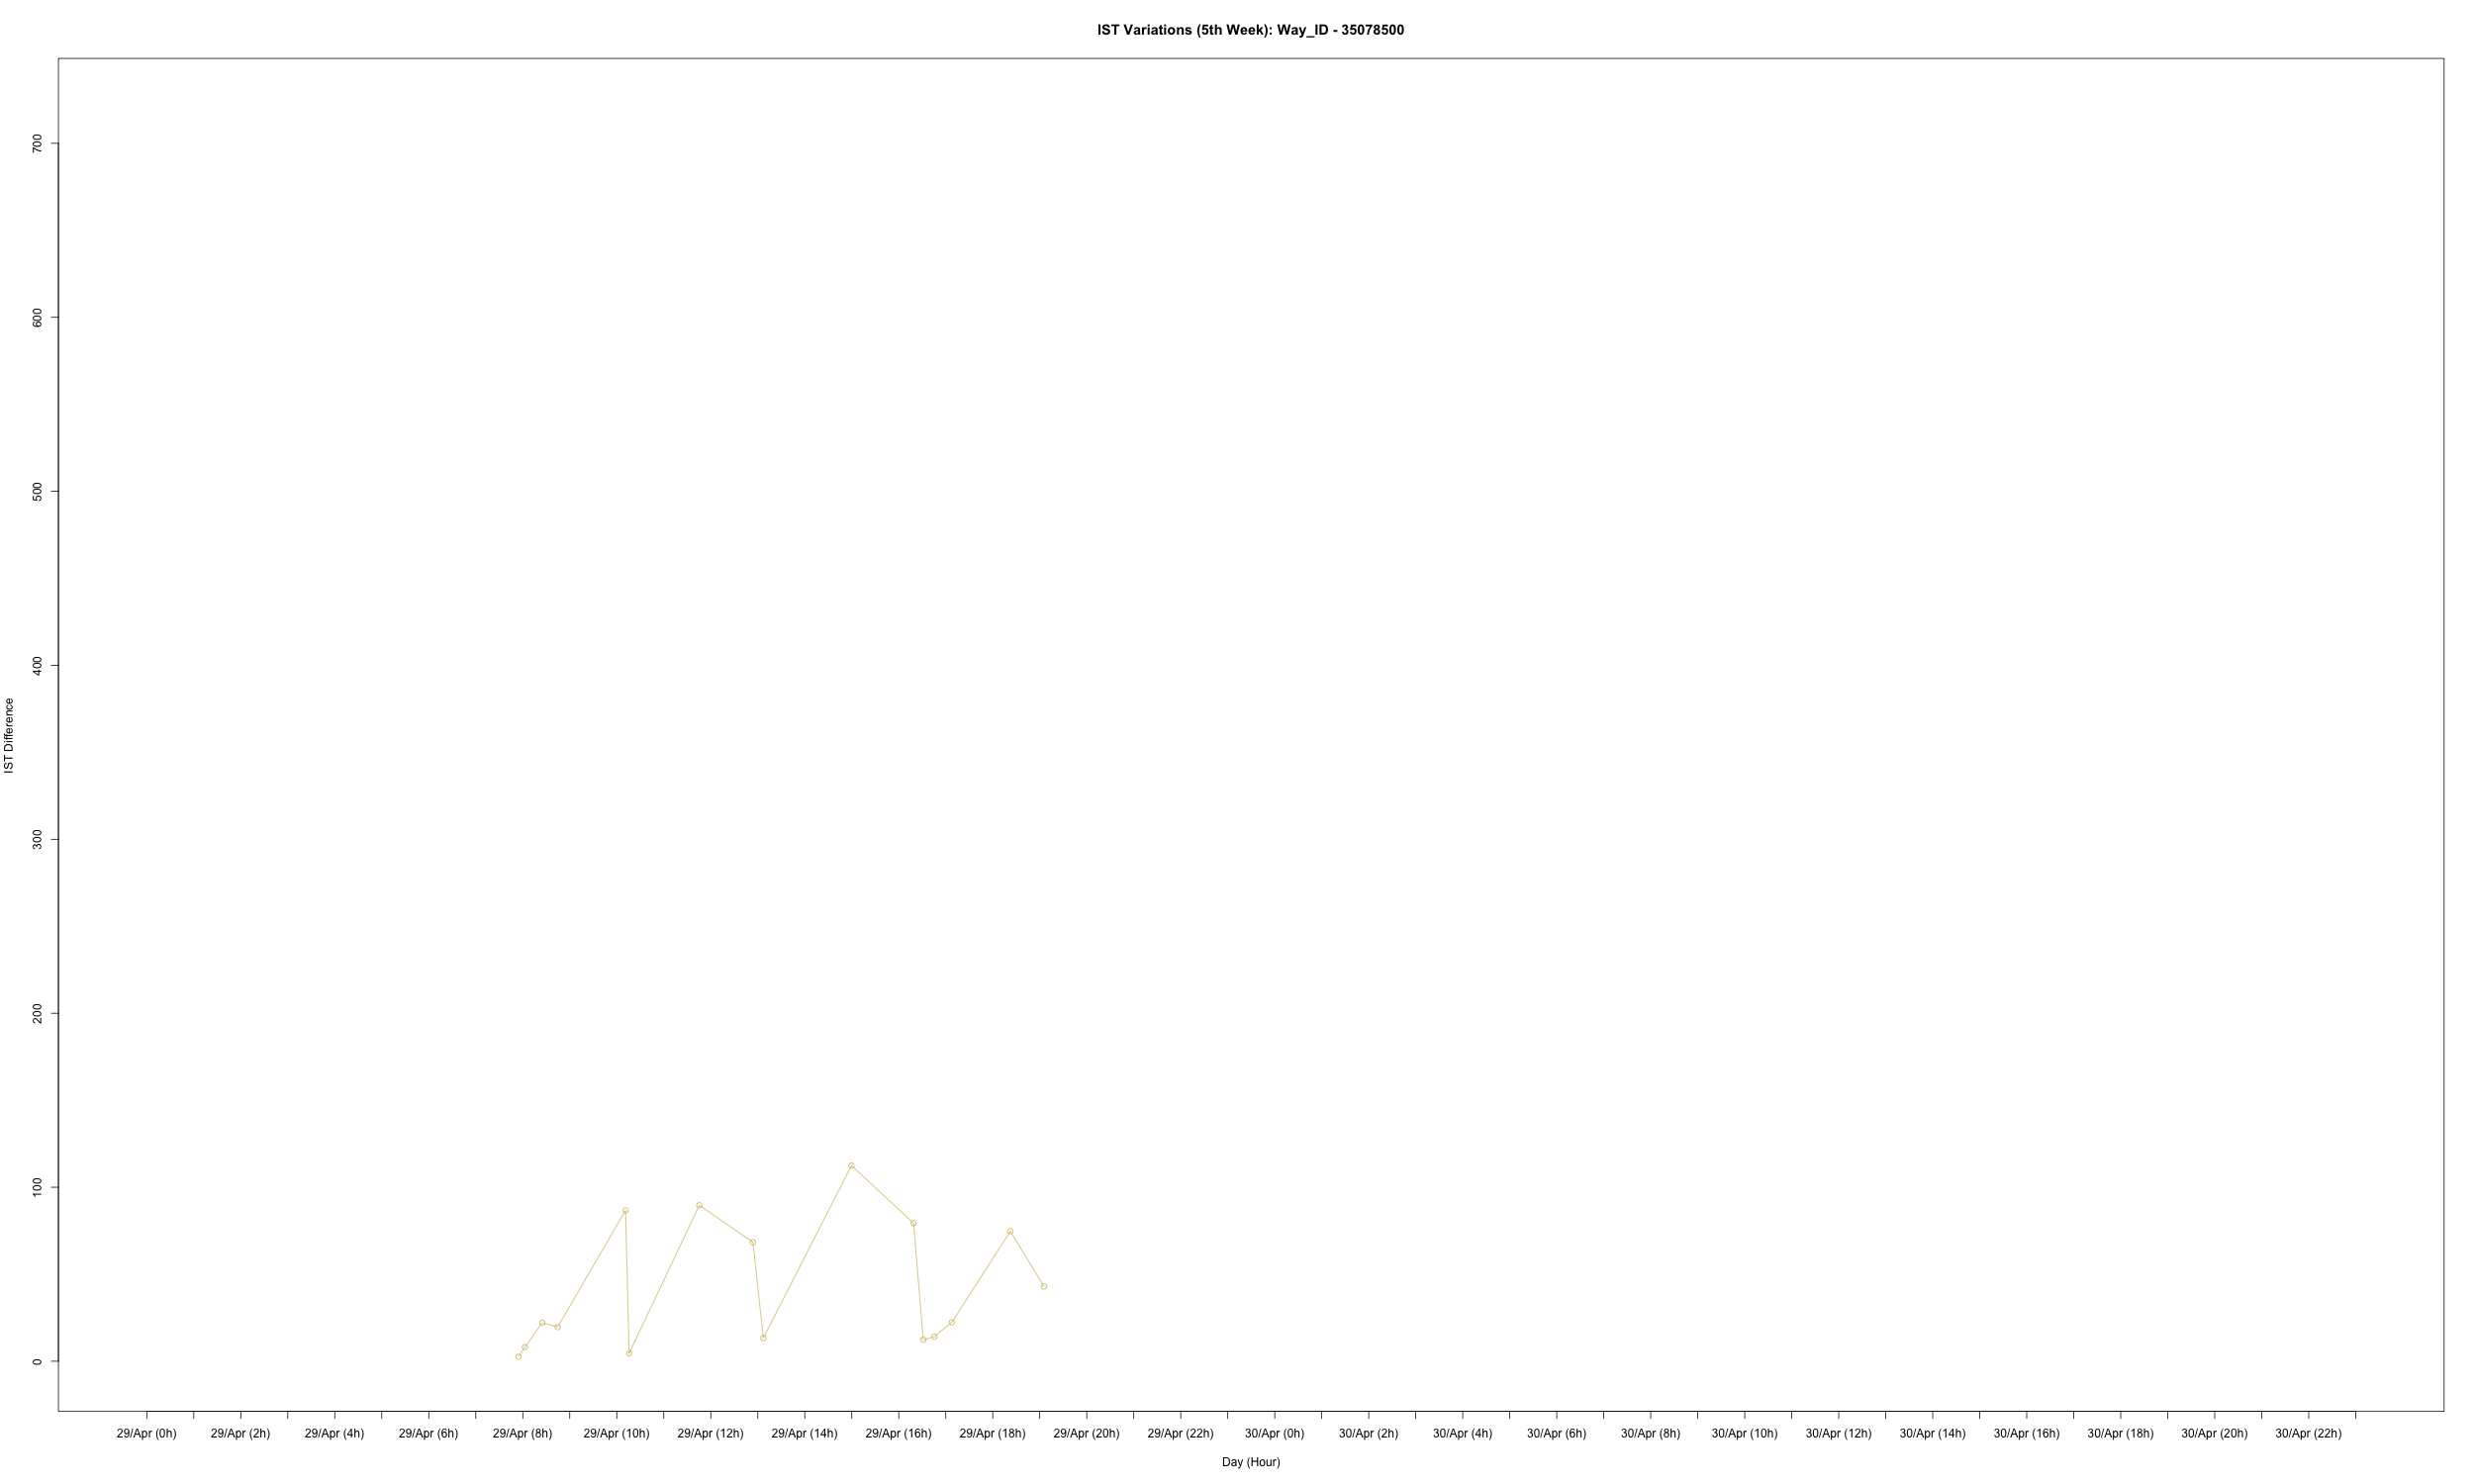 IST Variations (5th Week): Way_ID - 35078500
700
600
500
400
300
200
100
0
IST Difference
29/Apr (0h) 29/Apr (2h) 29/Apr (4h) 29/Apr (6h) 29/Apr (8h) 29/Apr (10h) 29/Apr (12h) 29/Apr (14h) 29/Apr (16h) 29/Apr (18h) 29/Apr (20h) 29/Apr (22h) 30/Apr (0h) 30/Apr (2h) 30/Apr (4h) 30/Apr (6h) 30/Apr (8h) 30/Apr (10h) 30/Apr (12h) 30/Apr (14h) 30/Apr (16h) 30/Apr (18h) 30/Apr (20h) 30/Apr (22h)
Day (Hour)